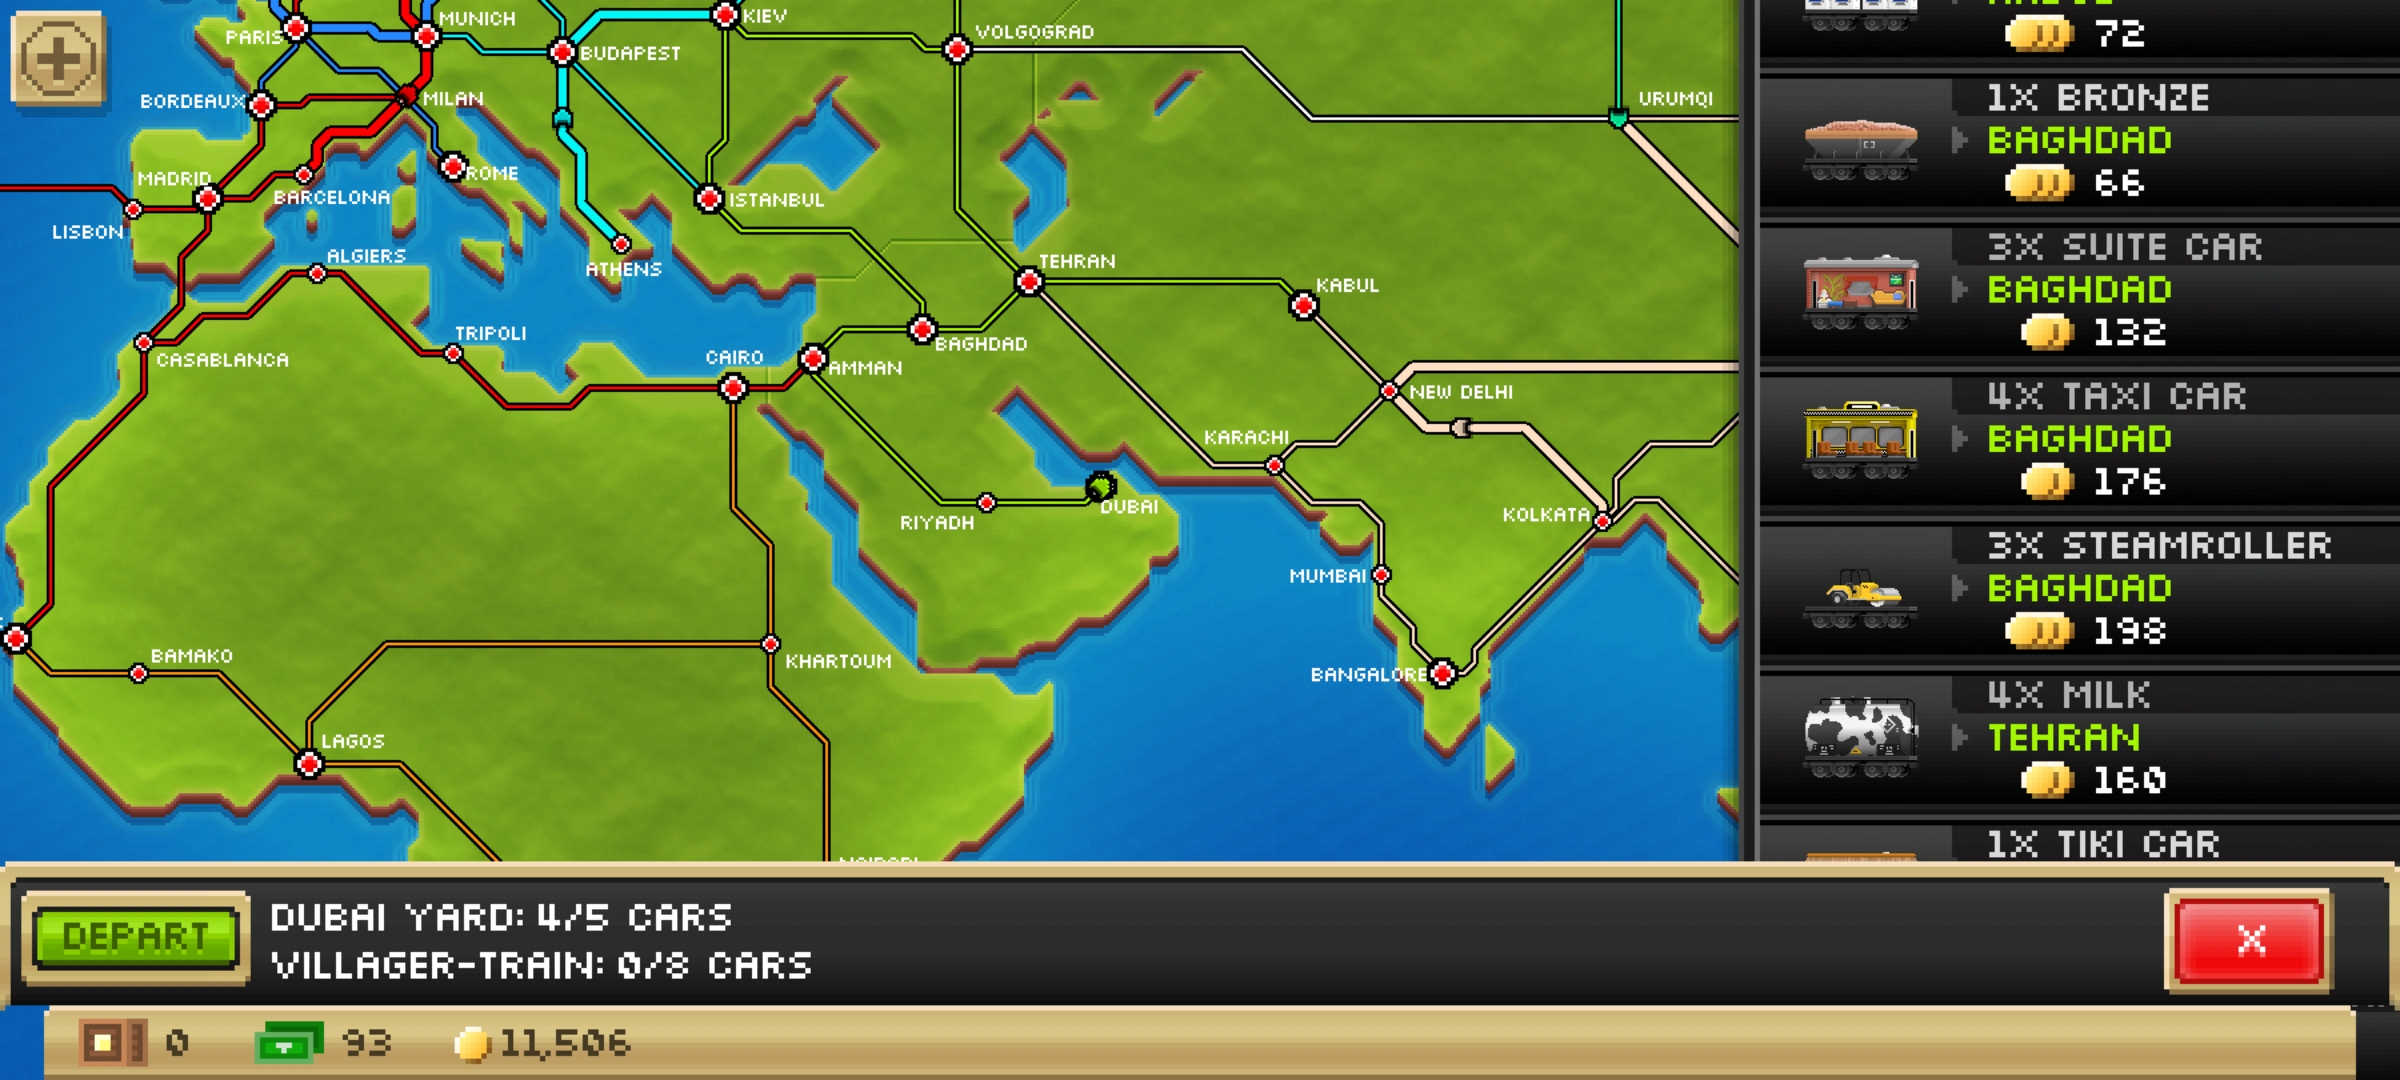 MUNICH
KIEV
PARIS
VOLGOGRAD
BUDAPEST
BORDEAUX
MILAN
URUMQI
MADRID
ROME
BARCELONA
ISTANBUL
LISBON
ALGIERS
ATHENS
TEHRAN
KABUL
TRIPOLI
CASABLANCA
CAIRO
BAGHDAD
AMMAN
NEW DELHI
KARACHI
DUBAI
RIYADH
KOLKATA
MUMBAI
BAMAKO
KHARTOUM
BANGALORE
LAGOS
72
1X BRONZE
BAGHDAD
66
3X SUITE CAR
BAGHDAD
132
4X TAXI CAR
BAGHDAD
176
3X STEAMROLLER
BAGHDAD
198
4X MILK
TEHRAN
160
1X TIKI CAR
DEPART
DUBAI YARD: 4/5 CARS
VILLAGER-TRAIN: 0/8 CARS
X
0
93
11,506